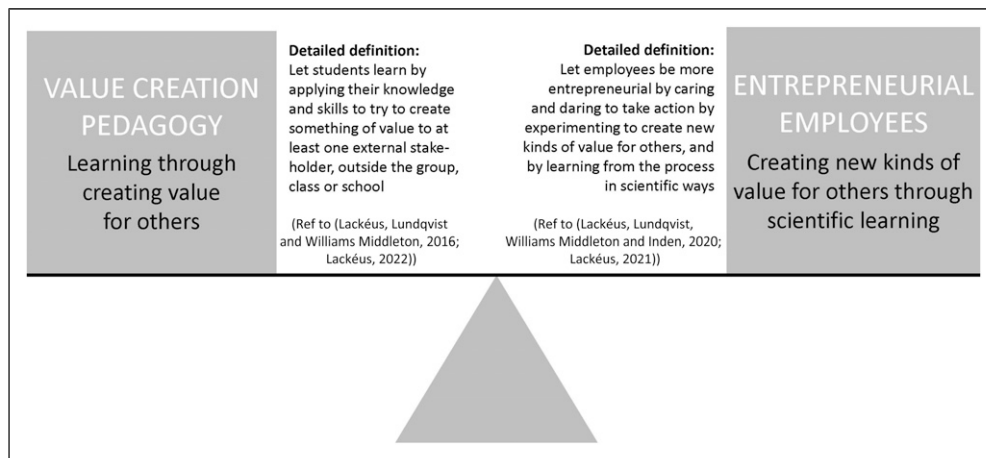 VALUE CREATION
PEDAGOGY
Learning through
creating value
for others
Detailed definition:
Let students learn by
applying their knowledge
and skills to try to create
something of value to at
least one external stake-
holder, outside the group,
class or school
(Ref to (Lackéus, Lundqvist
and Williams Middleton, 2016;
Lackéus, 2022))
Detailed definition:
Let employees be more
entrepreneurial by caring
and daring to take action by
experimenting to create new
kinds of value for others, and
by learning from the process
in scientific ways
(Ref to (Lackéus, Lundqvist,
Williams Middleton and Inden, 2020;
Lackéus, 2021))
ENTREPRENEURIAL
EMPLOYEES
Creating new kinds of
value for others through
scientific learning